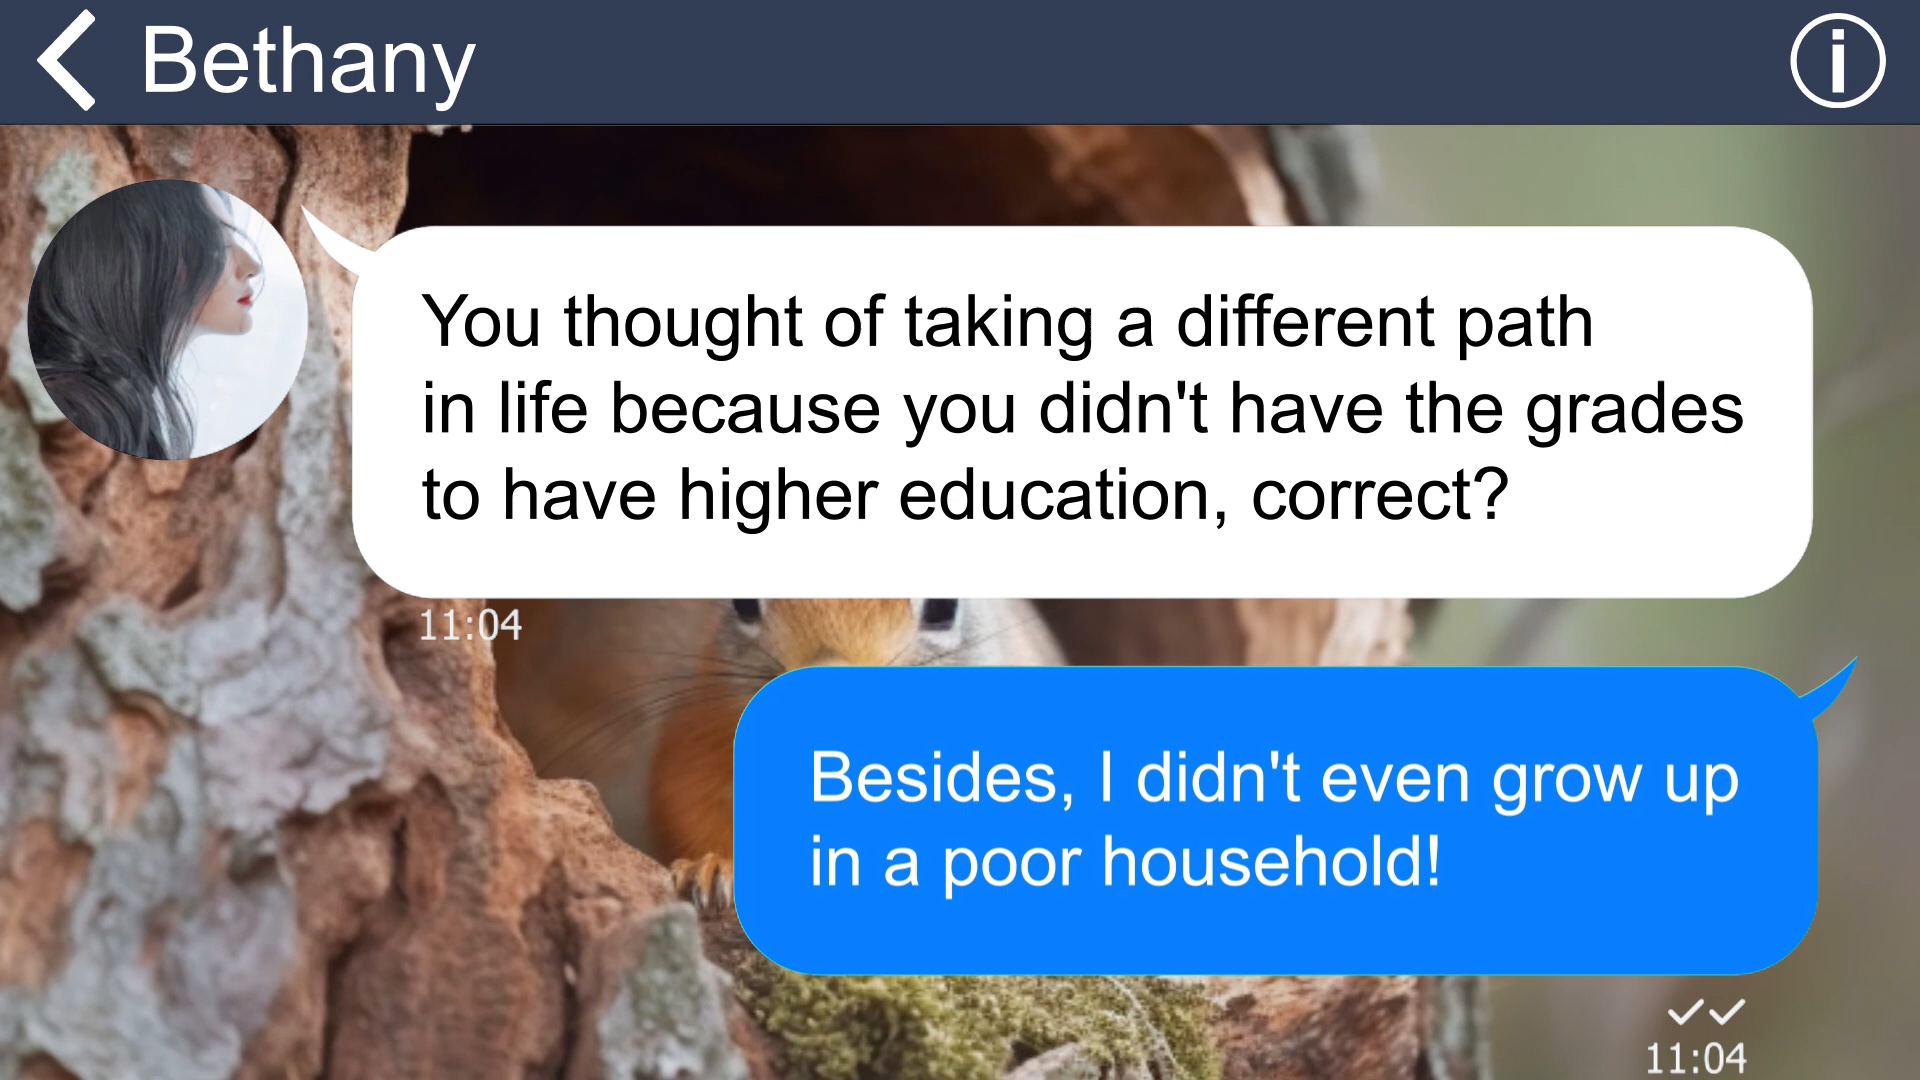 Bethany
You thought of taking a different path
in life because you didn't have the grades
to have higher education, correct?
11:04
Besides, I didn't even grow up
in a poor household!
11:04